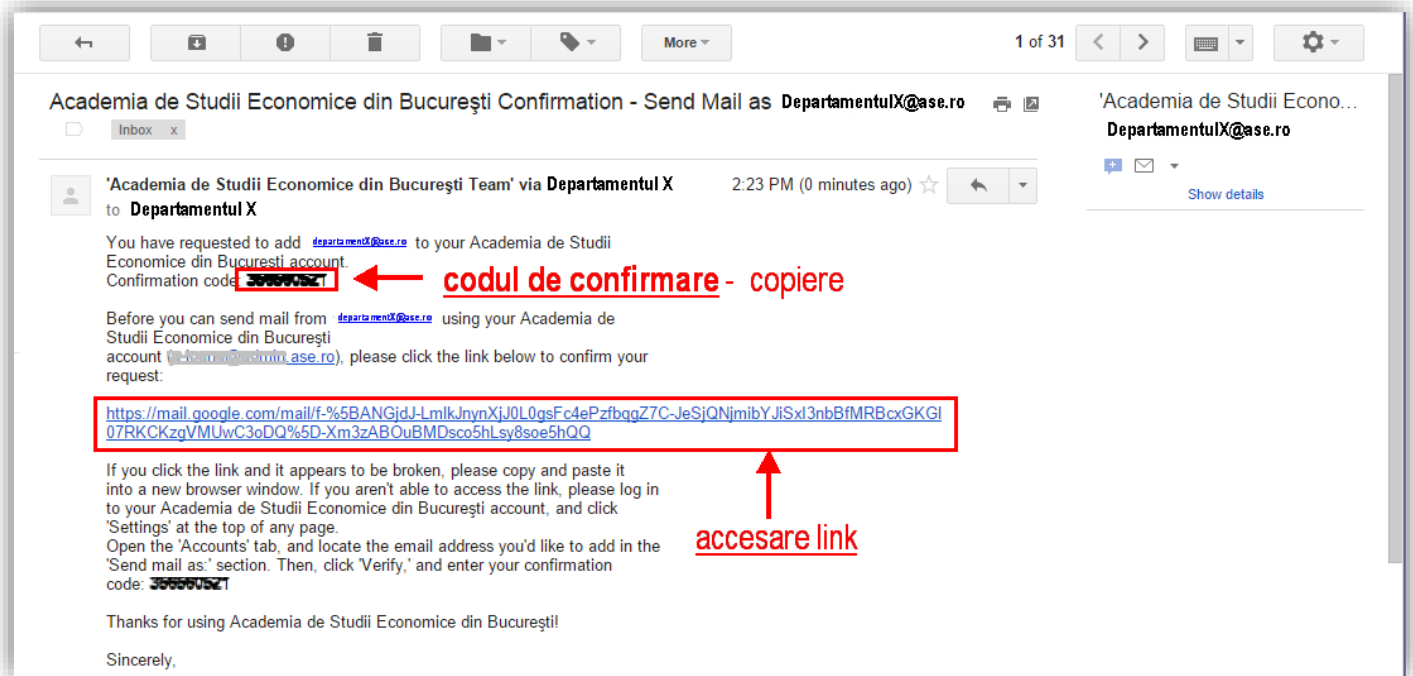 More
1 of 31
Academia de Studii Economice din Bucureşti Confirmation - Send Mail as DepartamentulX@ase.ro
Inbox x
'Academia de Studii Econo...
DepartamentulX@ase.ro
Show details
'Academia de Studii Economice din Bucureşti Team' via Departamentul X
2:23 PM (0 minutes ago)
to Departamentul X
You have requested to add departamentX@ase.ro to your Academia de Studii
Economice din Bucureşti account.
Confirmation code:
codul de confirmare - copiere
Before you can send mail from departamentX@ase.ro using your Academia de
Studii Economice din Bucureşti
account ( ase.ro), please click the link below to confirm your
request:
https://mail.google.com/mail/f-%5BANGjdJ-LmlkJnynXjJ0L0gsFc4ePzfbqgZ7C-JeSjQNjmibYJiSxI3nbBfMRBcxGKGl
07RKCKzgVMUwC3oDQ%5D-Xm3zABOuBMDsco5hLsy8soe5hQQ
If you click the link and it appears to be broken, please copy and paste it
into a new browser window. If you aren't able to access the link, please log in
to your Academia de Studii Economice din Bucureşti account, and click
'Settings' at the top of any page.
Open the 'Accounts' tab, and locate the email address you'd like to add in the
'Send mail as:' section. Then, click 'Verify,' and enter your confirmation
code:
accesare link
Thanks for using Academia de Studii Economice din Bucureşti!
Sincerely,